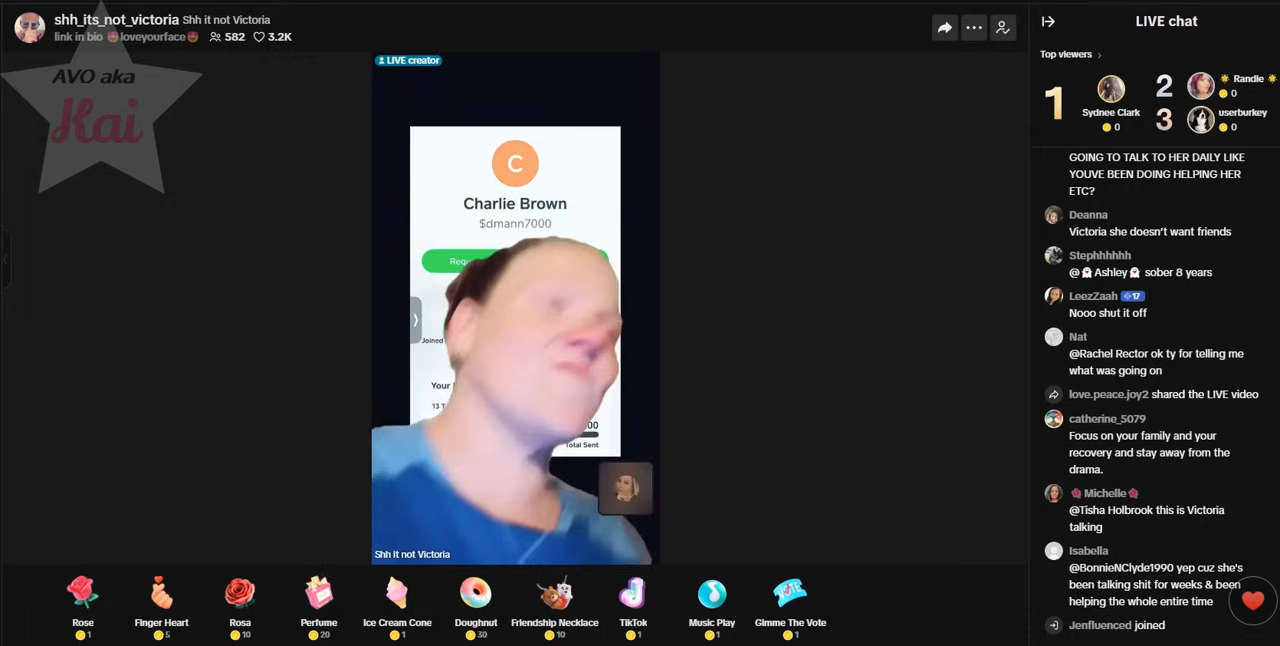 shh_its_not_victoria Shh it not Victoria
link in bio loveyourface 582 3.2K
AVO aka
Kai
LIVE creator
C
Charlie Brown
$dmann7000
Joined
Your
13 T
00
Total Sent
Shh It not Victoria
Rose
1
Finger Heart
5
Rosa
10
Perfume
20
Ice Cream Cone
1
Doughnut
30
Friendship Necklace
10
TikTok
1
Music Play
1
Gimme The Vote
1
LIVE chat
Top viewers
1
Sydnee Clark
0
2
Randle
0
3
userburkey
0
GOING TO TALK TO HER DAILY LIKE
YOUVE BEEN DOING HELPING HER
ETC?
Deanna
Victoria she doesn't want friends
Stephhhhhh
@👻Ashley👻 sober 8 years
LeezZaah 17
Nooo shut it off
Nat
@Rachel Rector ok ty for telling me
what was going on
love.peace.joy2 shared the LIVE video
catherine_5079
Focus on your family and your
recovery and stay away from the
drama.
🌺Michelle🌺
@Tisha Holbrook this is Victoria
talking
Isabella
@BonnieNClyde1990 yep cuz she's
been talking shit for weeks & been
helping the whole entire time
Jenfluenced joined